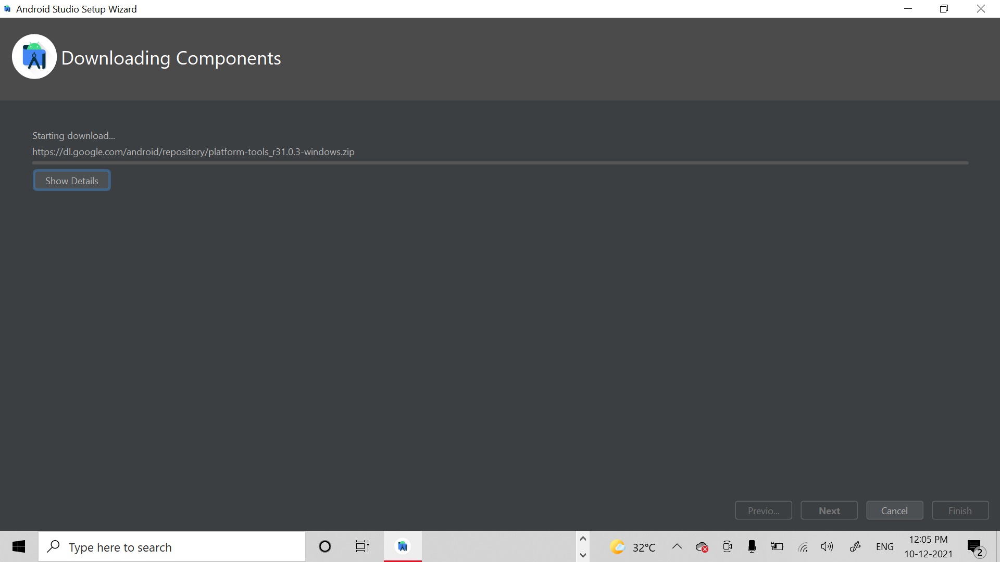 Android Studio Setup Wizard
Downloading Components
Starting download...
https://dl.google.com/android/repository/platform-tools_r31.0.3-windows.zip
Show Details
Previo...
Next
Cancel
Finish
Type here to search
32°C
ENG
12:05 PM
10-12-2021
2